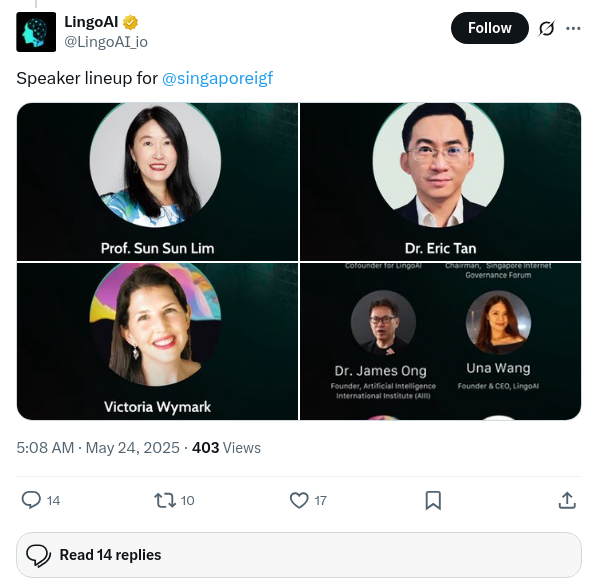 LingoAI
@LingoAI_io
Follow
Speaker lineup for @singaporeigf
Prof. Sun Sun Lim
Dr. Eric Tan
Victoria Wymark
Cofounder for LingoAI
Chairman, Singapore Internet
Governance Forum
Dr. James Ong
Founder, Artificial Intelligence
International Institute (AIII)
Una Wang
Founder & CEO, LingoAI
5:08 AM · May 24, 2025 · 403 Views
14
10
17
Read 14 replies